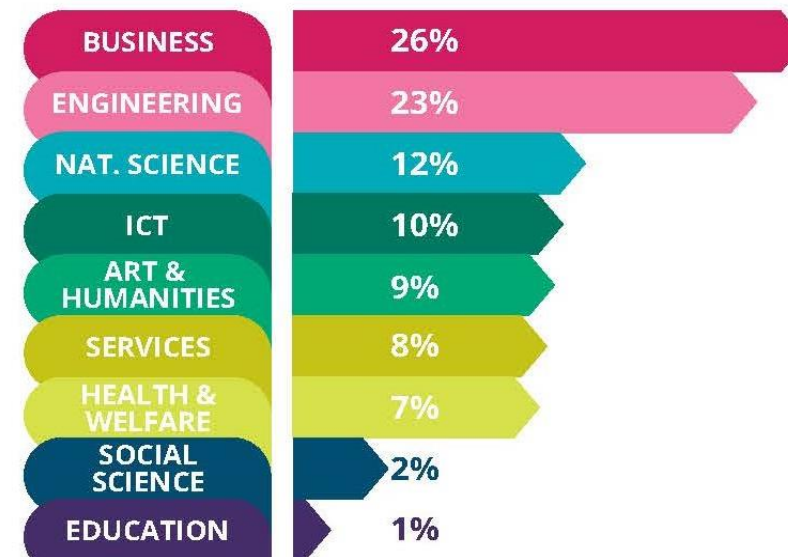 BUSINESS 26%
ENGINEERING 23%
NAT. SCIENCE 12%
ICT 10%
ART &
HUMANITIES 9%
SERVICES 8%
HEALTH &
WELFARE 7%
SOCIAL
SCIENCE 2%
EDUCATION 1%